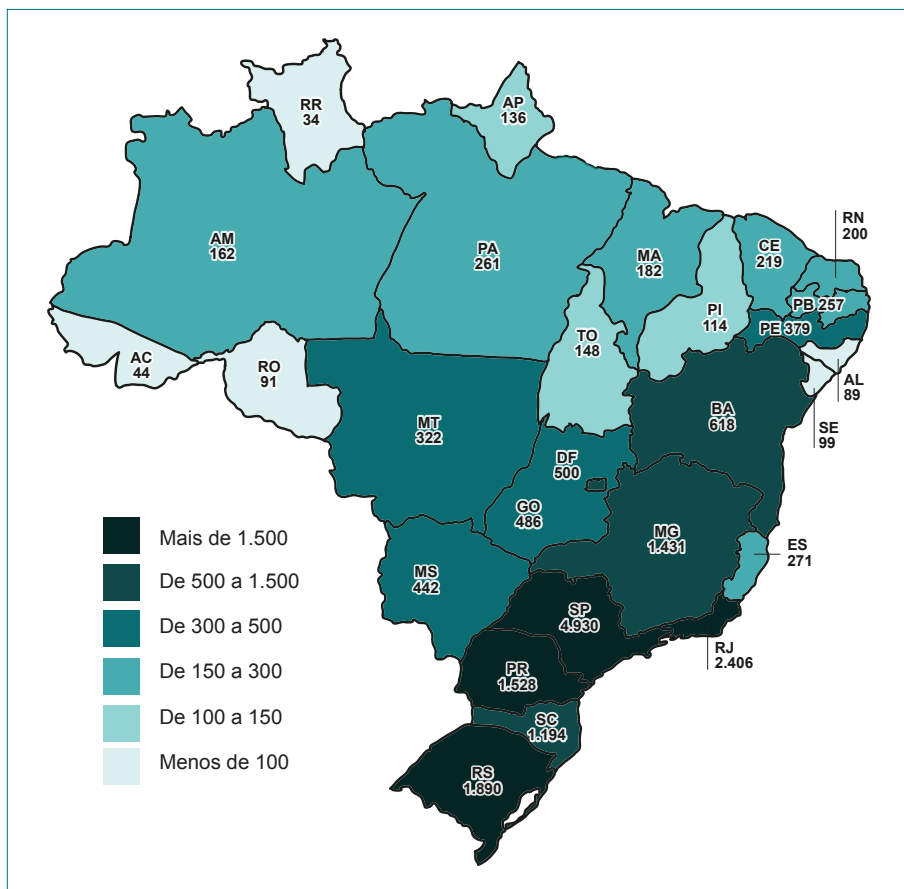 RR
34
AP
136
AM
162
PA
261
MA
182
CE
219
RN
200
PB 257
PE 379
PI
114
TO
148
AC
44
RO
91
AL
89
SE
99
BA
618
MT
322
DF
500
GO
486
MG
1.431
ES
271
MS
442
SP
4.930
RJ
2.406
PR
1.528
SC
1.194
RS
1.890
Mais de 1.500
De 500 a 1.500
De 300 a 500
De 150 a 300
De 100 a 150
Menos de 100